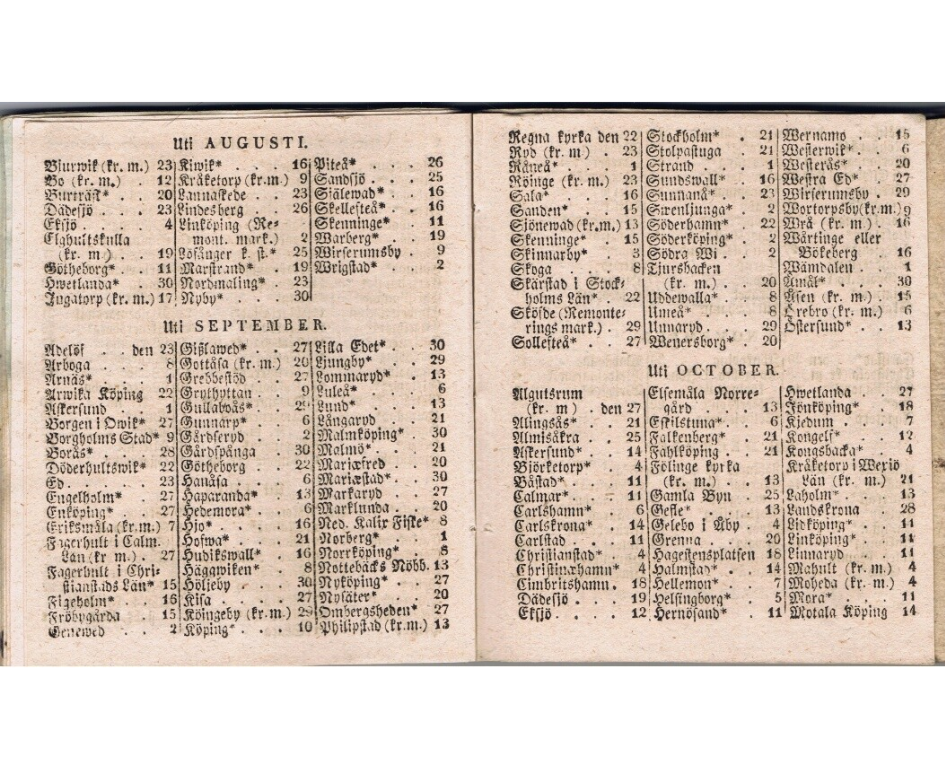 Uti AUGUSTI.
Biurwik (kr. m.) 23
Bo (kr. m.) . 12
Burträsk* . . 20
Dädesjö . . 23
Eksjö . . . 4
Elghultskulla
(kr. m.) . . 19
Götheborg* . 11
Hwetlanda* . 30
Ingatorp (kr. m.) 17
Kiwik* . . . 16
Kråketorp (kr. m) 9
Lannaskede . 23
Lindesberg . 26
Linköping (Re-
mont. mark.) 2
Lösånger k. st.* 25
Marstrand* . 19
Nordmaling* 23
Nyby* . . . 30
Piteå* . . . 26
Sandsjö . . 25
Själewad* . 16
Skellefteå* . 16
Skenninge* . 11
Warberg* . . 19
Wirserumsby . 9
Wrigstad* . . 2
Uti SEPTEMBER.
Adelöf . . den 23
Arboga . . . 8
Arnäs* . . . 1
Arwika Köping 22
Askersund . . 1
Borgen i Qwik* 27
Borgholms Stad* 9
Borås* . . . 28
Döderhultswik* 22
Ed . . . . . 23
Engelholm* . 27
Enköping* . . 27
Eriksmåla (kr. m.) 7
Fagerhult i Calm.
Län (kr m.) . 27
Fagerhult i Chri-
stianstads Län* 15
Figeholm* . . 16
Fröbygårda . 15
Genewed . . 2
Gißlawed* . . 27
Gottåsa (kr. m.) 20
Grebbestöd . 27
Grythyttan . 9
Gullaboås* . 29
Gunnarp* . . 6
Gårdseryd . . 2
Gårdspånga 30
Götheborg . 22
Hanåsa . . . 6
Haparanda* . 13
Hedemora* . 6
Hjo* . . . . 16
Hofwa* . . . 21
Hudikswall* . 16
Häggwiken* . 8
Höljeby . . . 30
Kisa . . . . 27
Köingeby (kr. m.) 29
Köping* . . . 10
Lilla Edet* . 30
Ljungby* . . 29
Lommaryd* . 13
Luleå* . . . 6
Lund* . . . 13
Långaryd . . 21
Malmköping* . 30
Malmö* . . . 21
Mariæfred . 20
Mariæstad* . 30
Markaryd . . 27
Marklunda . 20
Ned. Kalix Fiske* 8
Norberg* . . 1
Norrköping* . 8
Nottebäcks Möbb. 13
Nyköping* . . 27
Nysäter* . . 20
Ombergsheden* 27
Philipstad (kr. m.) 13
Regna kyrka den 22
Ryd (kr. m) . 23
Råneå* . . . 1
Röinge (kr. m.) 23
Sala* . . . . 16
Sanden* . . 15
Sjönewad (kr. m.) 13
Skenninge* . 15
Skinnarby* . 3
Skoga . . . 8
Skärstad i Stock-
holms Län* . 22
Sköfde (Remonte-
rings mark.) . 29
Sollefteå* . . 27
Stockholm* . 21
Stolpastuga 21
Strand . . . 1
Sundswall* . 16
Sunnanå* . 23
Swenljunga* . 2
Söderhamn* . 22
Söderköping* . 2
Södra Wi . . 2
Tjursbacken
(kr. m.) . . 20
Uddewalla* . 8
Umeå* . . . 8
Unnaryd . . 29
Wenersborg* . 20
Wernamo . . 15
Westerwik* . . 6
Westerås* . . 20
Westra Ed* . 27
Wirserumsby . 29
Wortorpsby (kr. m.) 9
Wrå (kr. m) . 16
Wärtinge eller
Bökeberg . 16
Wämdalen . . 1
Åmål* . . . 30
Åsen (kr. m) . 15
Örebro (kr. m.) 6
Östersund* . . 13
Uti OCTOBER.
Algutsrum
(kr. m) . den 27
Alingsås* . . 21
Almisåkra . . 25
Askersund* . . 14
Björketorp* . 4
Båstad* . . . 11
Calmar* . . . 11
Carlshamn* . 6
Carlskrona* . 14
Carlstad . . 11
Christianstad* . 4
Christinæhamn* 4
Cimbritshamn. 18
Dädesjö . . . 19
Eksjö . . . 12
Elsemåla Norre-
gård . . . 13
Eskilstuna* . 6
Falkenberg* . 21
Fahlköping . 21
Fölinge kyrka
(kr. m.) . . 13
Gamla Byn . 25
Gefle* . . . 13
Gelebo i Åby . 4
Grenna . . . 20
Hagestensplatsen 18
Halmstad* . . 14
Hellemon* . . 7
Helsingborg* . 5
Hernösand* . 11
Hwetlanda . . 27
Jönköping* . . 18
Kjedum . . . 7
Kongelf* . . 12
Kongsbacka* . 4
Kråketorp i Wexiö
Län (kr. m.) 21
Laholm* . . . 13
Landskrona . 28
Lidköping* . . 11
Linköping* . . 11
Linnaryd . . 11
Mahult (kr. m.) 4
Moheda (kr. m.) 4
Mora* . . . 11
Motala Köping 14